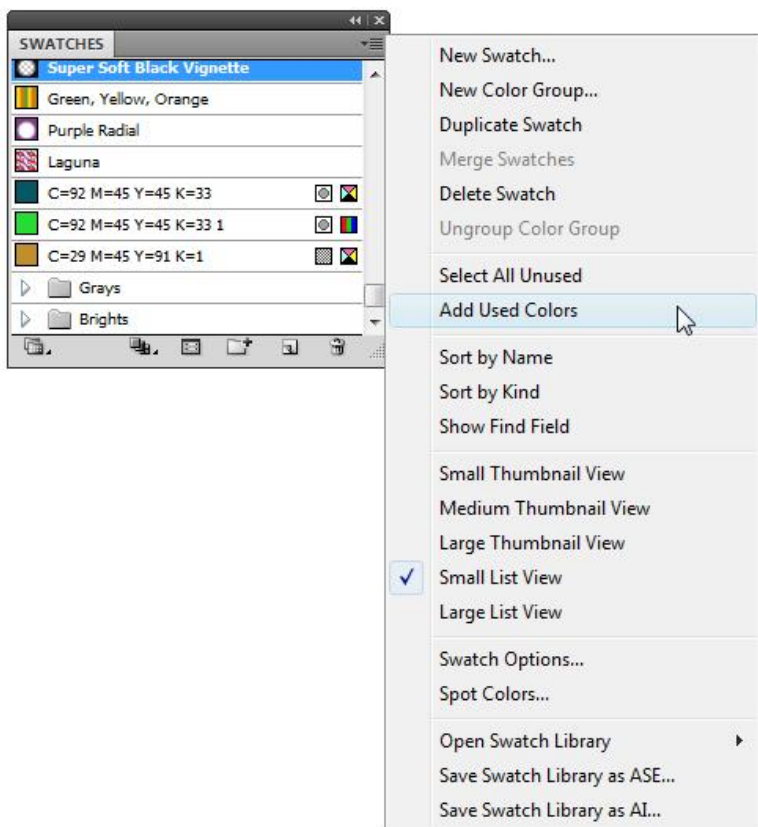 SWATCHES
Super Soft Black Vignette
Green, Yellow, Orange
Purple Radial
Laguna
C=92 M=45 Y=45 K=33
C=92 M=45 Y=45 K=33 1
C=29 M=45 Y=91 K=1
Grays
Brights
New Swatch...
New Color Group...
Duplicate Swatch
Merge Swatches
Delete Swatch
Ungroup Color Group
Select All Unused
Add Used Colors
Sort by Name
Sort by Kind
Show Find Field
Small Thumbnail View
Medium Thumbnail View
Large Thumbnail View
Small List View
Large List View
Swatch Options...
Spot Colors...
Open Swatch Library
Save Swatch Library as ASE...
Save Swatch Library as AI...